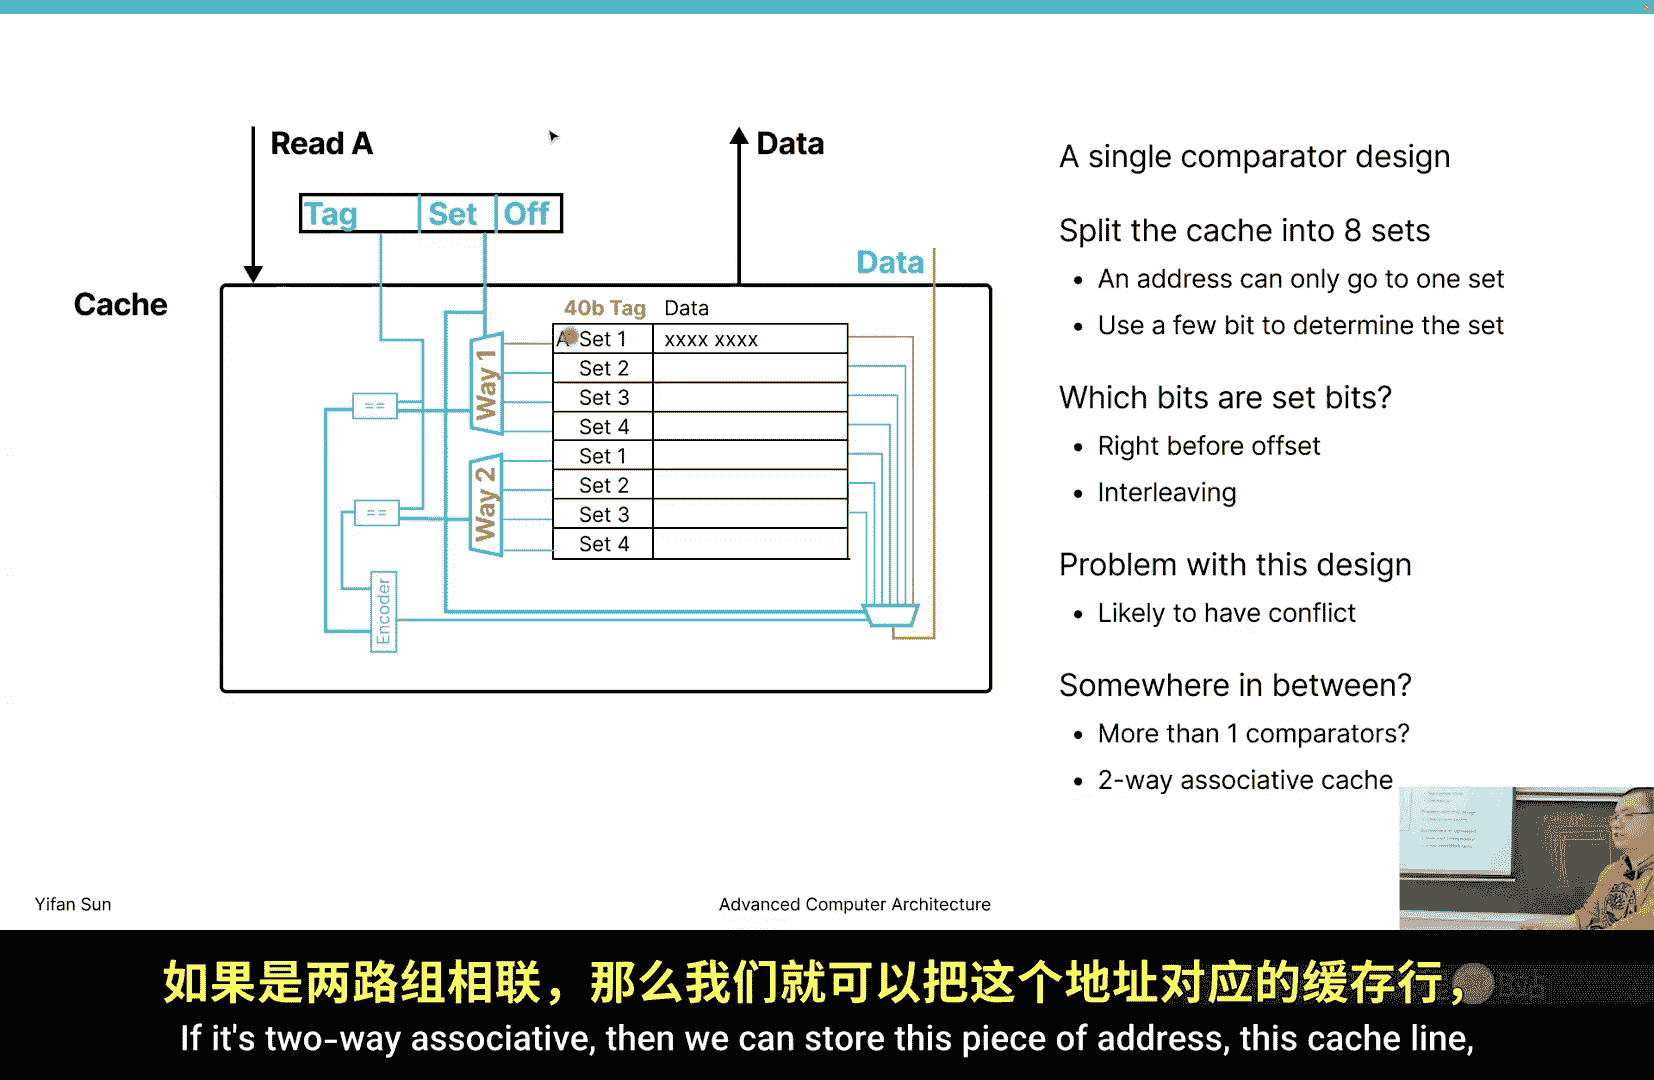 Read A
Data
Tag
Set
Off
Data
Cache
40b Tag
Data
A Set 1
xxxx xxxx
Set 2
Set 3
Set 4
Set 1
Set 2
Set 3
Set 4
Way 1
Way 2
==
==
Encoder
A single comparator design
Split the cache into 8 sets
• An address can only go to one set
• Use a few bit to determine the set
Which bits are set bits?
• Right before offset
• Interleaving
Problem with this design
• Likely to have conflict
Somewhere in between?
• More than 1 comparators?
• 2-way associative cache
Yifan Sun
Advanced Computer Architecture
如果是两路组相联，那么我们就可以把这个地址对应的缓存行，
If it's two-way associative, then we can store this piece of address, this cache line,